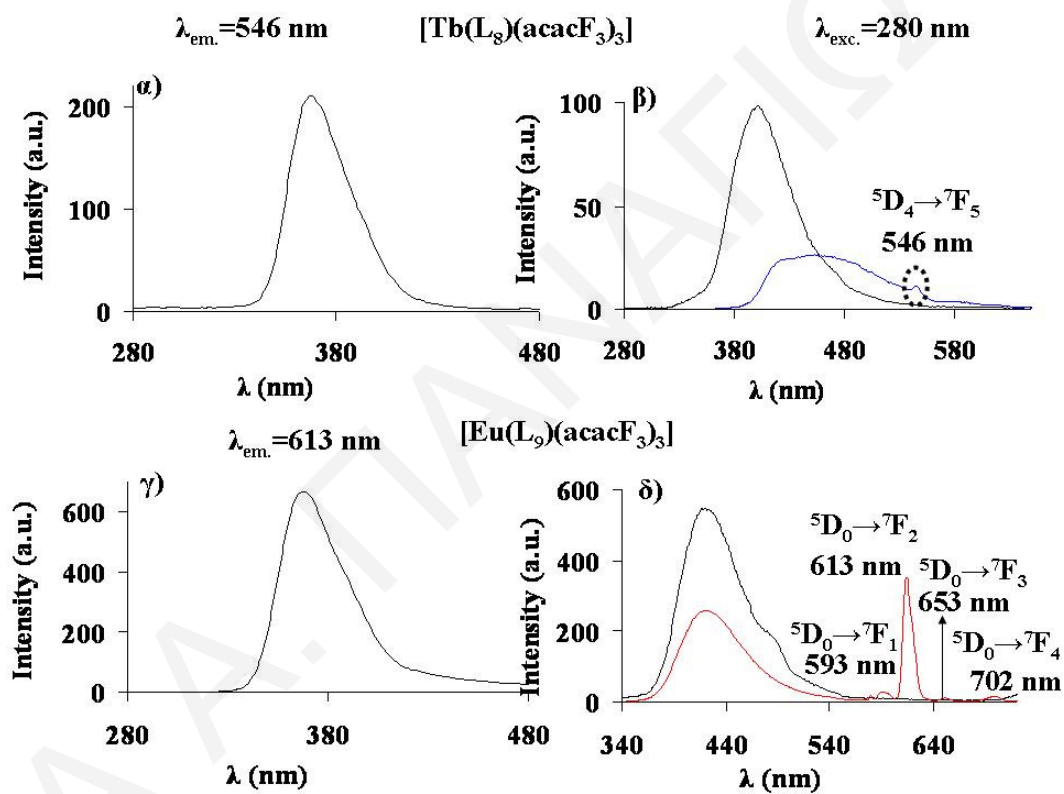 λem.=546 nm [Tb(L8)(acacF3)3] λexc.=280 nm
α)
Intensity (a.u.)
200
100
0
280 380 480
λ (nm)
β)
Intensity (a.u.)
100
50
0
⁵D₄→⁷F₅
546 nm
280 380 480 580
λ (nm)
λem.=613 nm [Eu(L9)(acacF3)3]
γ)
Intensity (a.u.)
600
400
200
0
280 380 480
λ (nm)
δ)
Intensity (a.u.)
600
400
200
0
⁵D₀→⁷F₂
613 nm
⁵D₀→⁷F₃
653 nm
⁵D₀→⁷F₁
593 nm
⁵D₀→⁷F₄
702 nm
340 440 540 640
λ (nm)
Α. ΠΑΝΑΓΙΩ